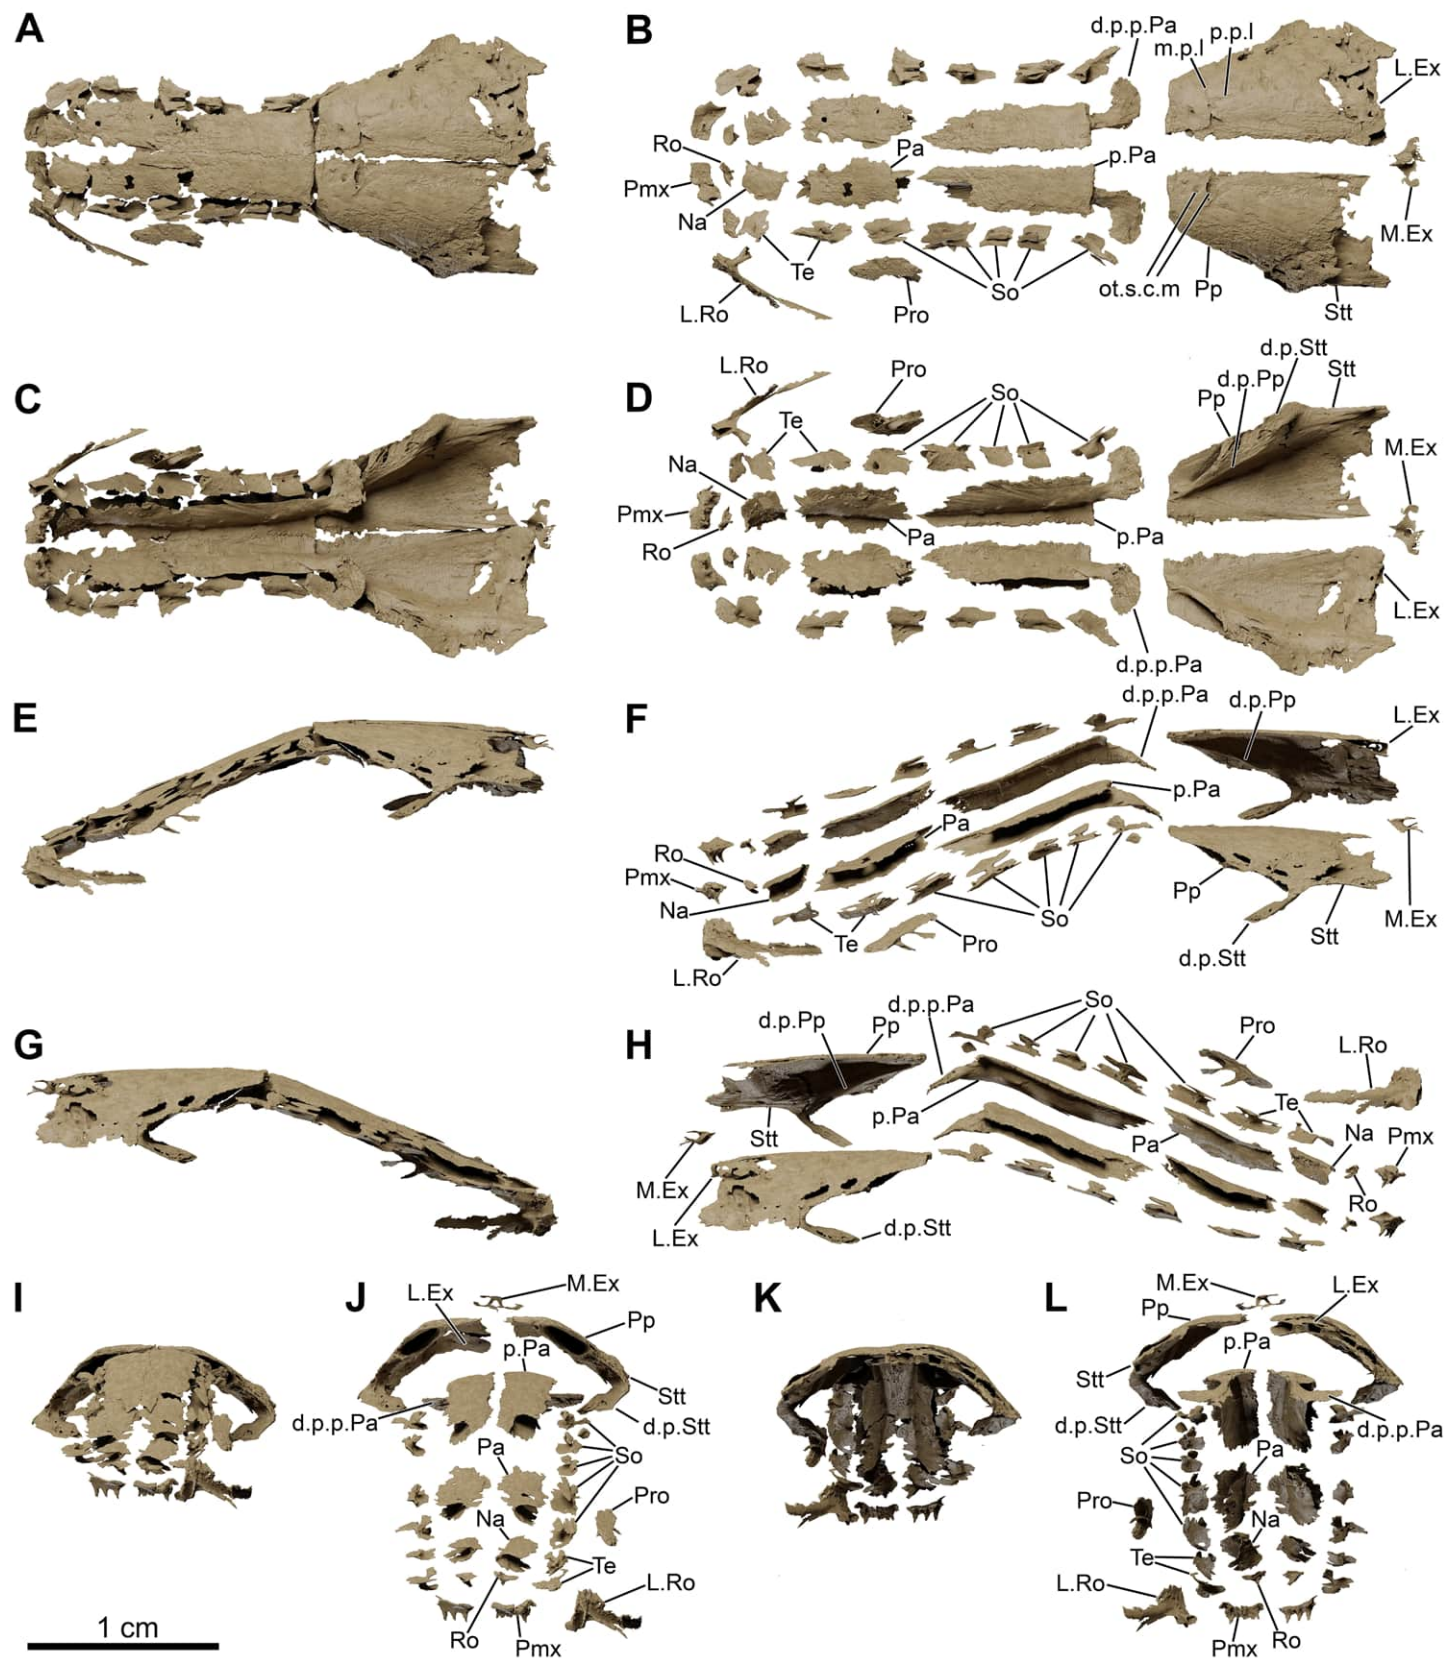 A
B
d.p.p.Pa
m.p.l
p.p.l
L.Ex
Ro
Pa
p.Pa
Pmx
Na
M.Ex
Te
So
ot.s.c.m
Pp
L.Ro
Pro
Stt
C
D
L.Ro
Pro
So
d.p.Stt
d.p.Pp
Stt
Pp
Te
M.Ex
Na
Pmx
Ro
Pa
p.Pa
L.Ex
d.p.p.Pa
E
F
d.p.p.Pa
d.p.Pp
L.Ex
p.Pa
Pa
Ro
Pmx
Na
Pp
So
M.Ex
Te
Pro
Stt
d.p.Stt
L.Ro
G
H
So
d.p.p.Pa
d.p.Pp
Pp
Pro
L.Ro
p.Pa
Te
Stt
Pa
Na
Pmx
M.Ex
Ro
L.Ex
d.p.Stt
I
J
L.Ex
M.Ex
Pp
p.Pa
Stt
d.p.p.Pa
d.p.Stt
Pa
So
Pro
Na
Te
L.Ro
Ro
Pmx
K
L
M.Ex
L.Ex
Pp
p.Pa
Stt
d.p.Stt
d.p.p.Pa
So
Pa
Pro
Na
Te
L.Ro
Pmx
Ro
1 cm